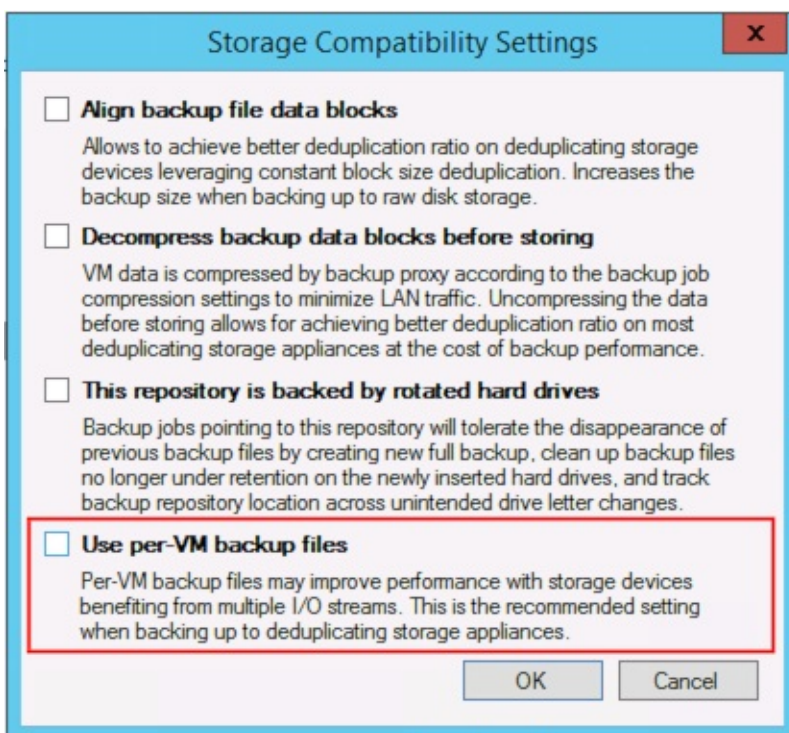 Storage Compatibility Settings
x
Align backup file data blocks
Allows to achieve better deduplication ratio on deduplicating storage
devices leveraging constant block size deduplication. Increases the
backup size when backing up to raw disk storage.
Decompress backup data blocks before storing
VM data is compressed by backup proxy according to the backup job
compression settings to minimize LAN traffic. Uncompressing the data
before storing allows for achieving better deduplication ratio on most
deduplicating storage appliances at the cost of backup performance.
This repository is backed by rotated hard drives
Backup jobs pointing to this repository will tolerate the disappearance of
previous backup files by creating new full backup, clean up backup files
no longer under retention on the newly inserted hard drives, and track
backup repository location across unintended drive letter changes.
Use per-VM backup files
Per-VM backup files may improve performance with storage devices
benefiting from multiple I/O streams. This is the recommended setting
when backing up to deduplicating storage appliances.
OK
Cancel